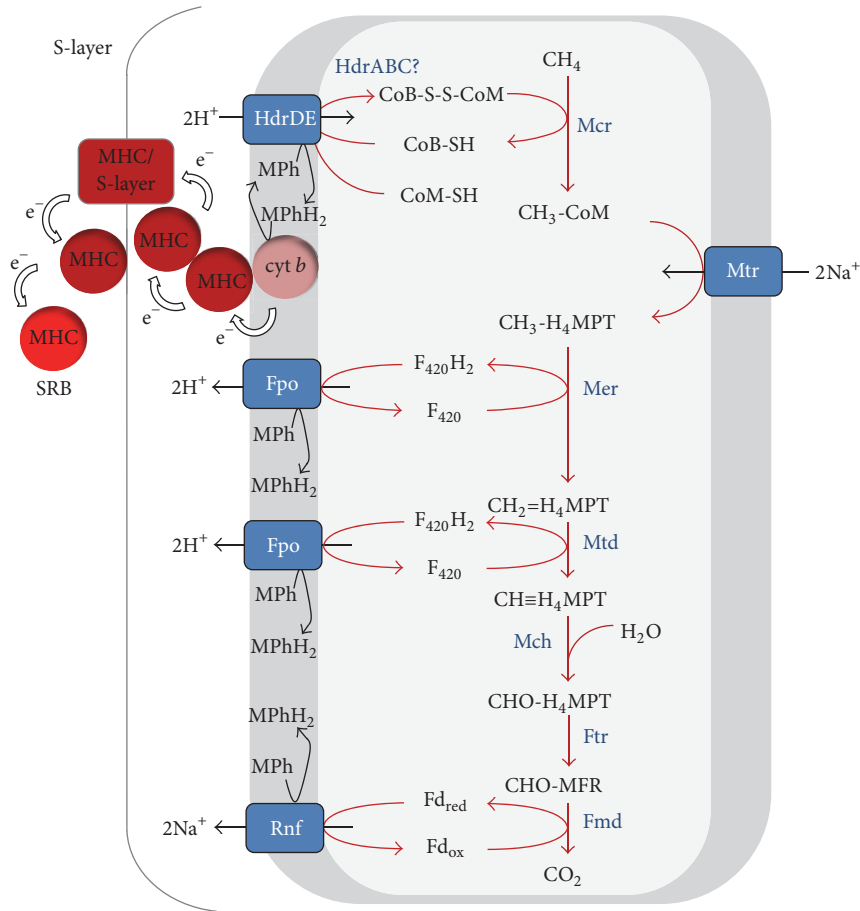 S-layer
HdrABC?
CH₄
2H⁺
HdrDE
CoB-S-S-CoM
Mcr
CoB-SH
MHC/
S-layer
e⁻
MPh
CoM-SH
e⁻
MPhH₂
CH₃-CoM
MHC
cyt b
MHC
e⁻
MHC
Mtr
2Na⁺
e⁻
e⁻
MHC
SRB
CH₃-H₄MPT
F₄₂₀H₂
2H⁺
Fpo
Mer
F₄₂₀
MPh
MPhH₂
CH₂=H₄MPT
F₄₂₀H₂
2H⁺
Fpo
Mtd
F₄₂₀
MPh
CH≡H₄MPT
MPhH₂
Mch
H₂O
CHO-H₄MPT
MPhH₂
Ftr
MPh
CHO-MFR
Fd_red
2Na⁺
Rnf
Fmd
Fd_ox
CO₂